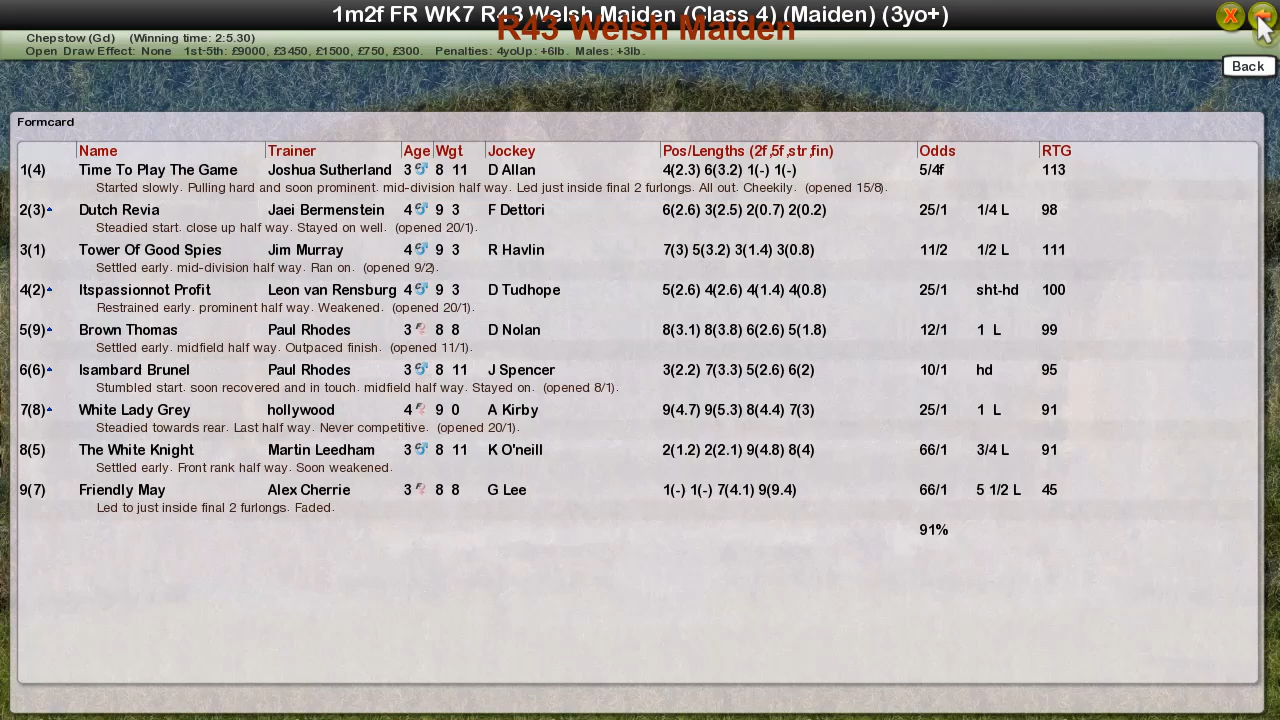 1m2f FR WK7 R43 Welsh Maiden (Class 4) (Maiden) (3yo+)
R43 Welsh Maiden
X
Chepstow (Gd) (Winning time: 2:5.30)
Open Draw Effect: None 1st-5th: £9000, £3450, £1500, £750, £300. Penalties: 4yoUp: +6lb. Males: +3lb.
Back
Formcard
Name Trainer Age Wgt Jockey Pos/Lengths (2f,5f,str,fin) Odds RTG
1(4) Time To Play The Game Joshua Sutherland 3 8 11 D Allan 4(2.3) 6(3.2) 1(-) 1(-) 5/4f 113
Started slowly. Pulling hard and soon prominent. mid-division half way. Led just inside final 2 furlongs. All out. Cheekily. (opened 15/8).
2(3) Dutch Revia Jaei Bermenstein 4 9 3 F Dettori 6(2.6) 3(2.5) 2(0.7) 2(0.2) 25/1 1/4 L 98
Steadied start. close up half way. Stayed on well. (opened 20/1).
3(1) Tower Of Good Spies Jim Murray 4 9 3 R Havlin 7(3) 5(3.2) 3(1.4) 3(0.8) 11/2 1/2 L 111
Settled early. mid-division half way. Ran on. (opened 9/2).
4(2) Itspassionnot Profit Leon van Rensburg 4 9 3 D Tudhope 5(2.6) 4(2.6) 4(1.4) 4(0.8) 25/1 sht-hd 100
Restrained early. prominent half way. Weakened. (opened 20/1).
5(9) Brown Thomas Paul Rhodes 3 8 8 D Nolan 8(3.1) 8(3.8) 6(2.6) 5(1.8) 12/1 1 L 99
Settled early. midfield half way. Outpaced finish. (opened 11/1).
6(6) Isambard Brunel Paul Rhodes 3 8 11 J Spencer 3(2.2) 7(3.3) 5(2.6) 6(2) 10/1 hd 95
Stumbled start. soon recovered and in touch. midfield half way. Stayed on. (opened 8/1).
7(8) White Lady Grey hollywood 4 9 0 A Kirby 9(4.7) 9(5.3) 8(4.4) 7(3) 25/1 1 L 91
Steadied towards rear. Last half way. Never competitive. (opened 20/1).
8(5) The White Knight Martin Leedham 3 8 11 K O'neill 2(1.2) 2(2.1) 9(4.8) 8(4) 66/1 3/4 L 91
Settled early. Front rank half way. Soon weakened.
9(7) Friendly May Alex Cherrie 3 8 8 G Lee 1(-) 1(-) 7(4.1) 9(9.4) 66/1 5 1/2 L 45
Led to just inside final 2 furlongs. Faded.
91%